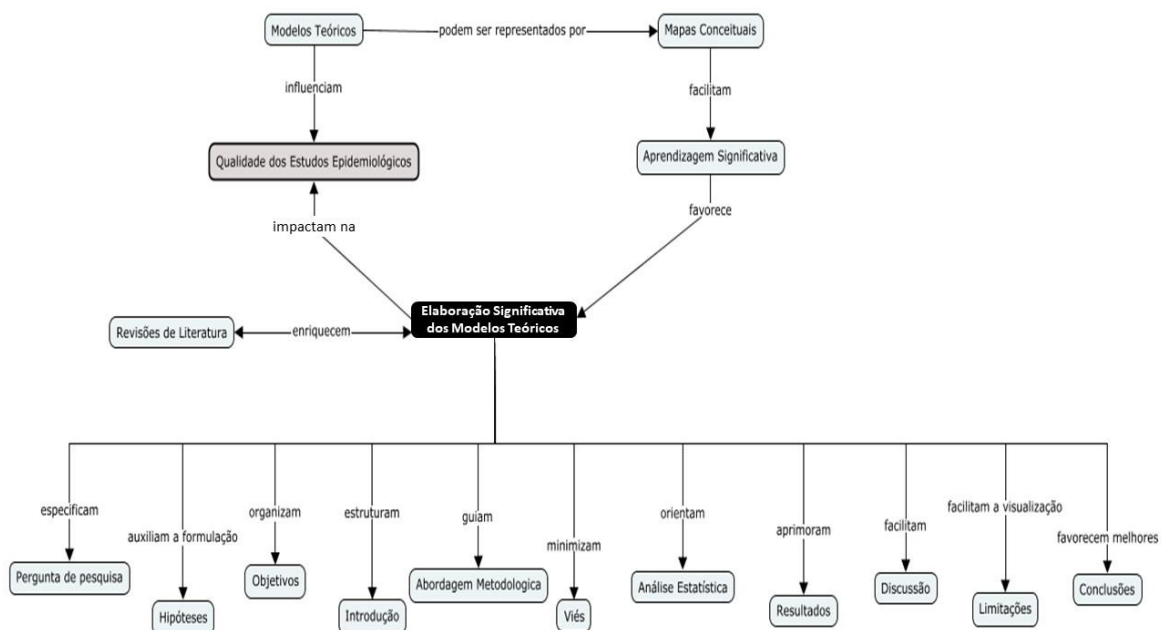 Modelos Teóricos
podem ser representados por
Mapas Conceituais
influenciam
facilitam
Qualidade dos Estudos Epidemiológicos
Aprendizagem Significativa
impactam na
favorece
Elaboração Significativa
dos Modelos Teóricos
Revisões de Literatura
enriquecem
especificam
auxiliam a formulação
organizam
estruturam
guiam
minimizam
orientam
aprimoram
facilitam
facilitam a visualização
favorecem melhores
Pergunta de pesquisa
Hipóteses
Objetivos
Introdução
Abordagem Metodologica
Viés
Análise Estatística
Resultados
Discussão
Limitações
Conclusões